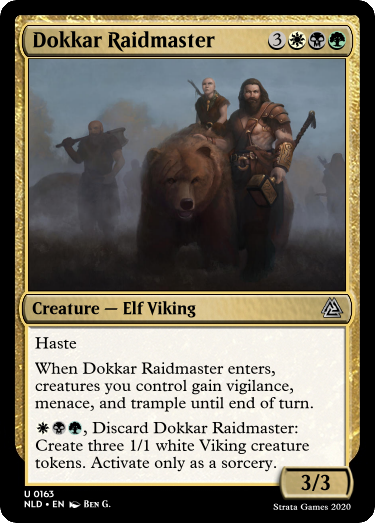 Dokkar Raidmaster 3
Creature — Elf Viking
Haste
When Dokkar Raidmaster enters,
creatures you control gain vigilance,
menace, and trample until end of turn.
, Discard Dokkar Raidmaster:
Create three 1/1 white Viking creature
tokens. Activate only as a sorcery.
3/3
U 0163
NLD • EN Ben G.
Strata Games 2020